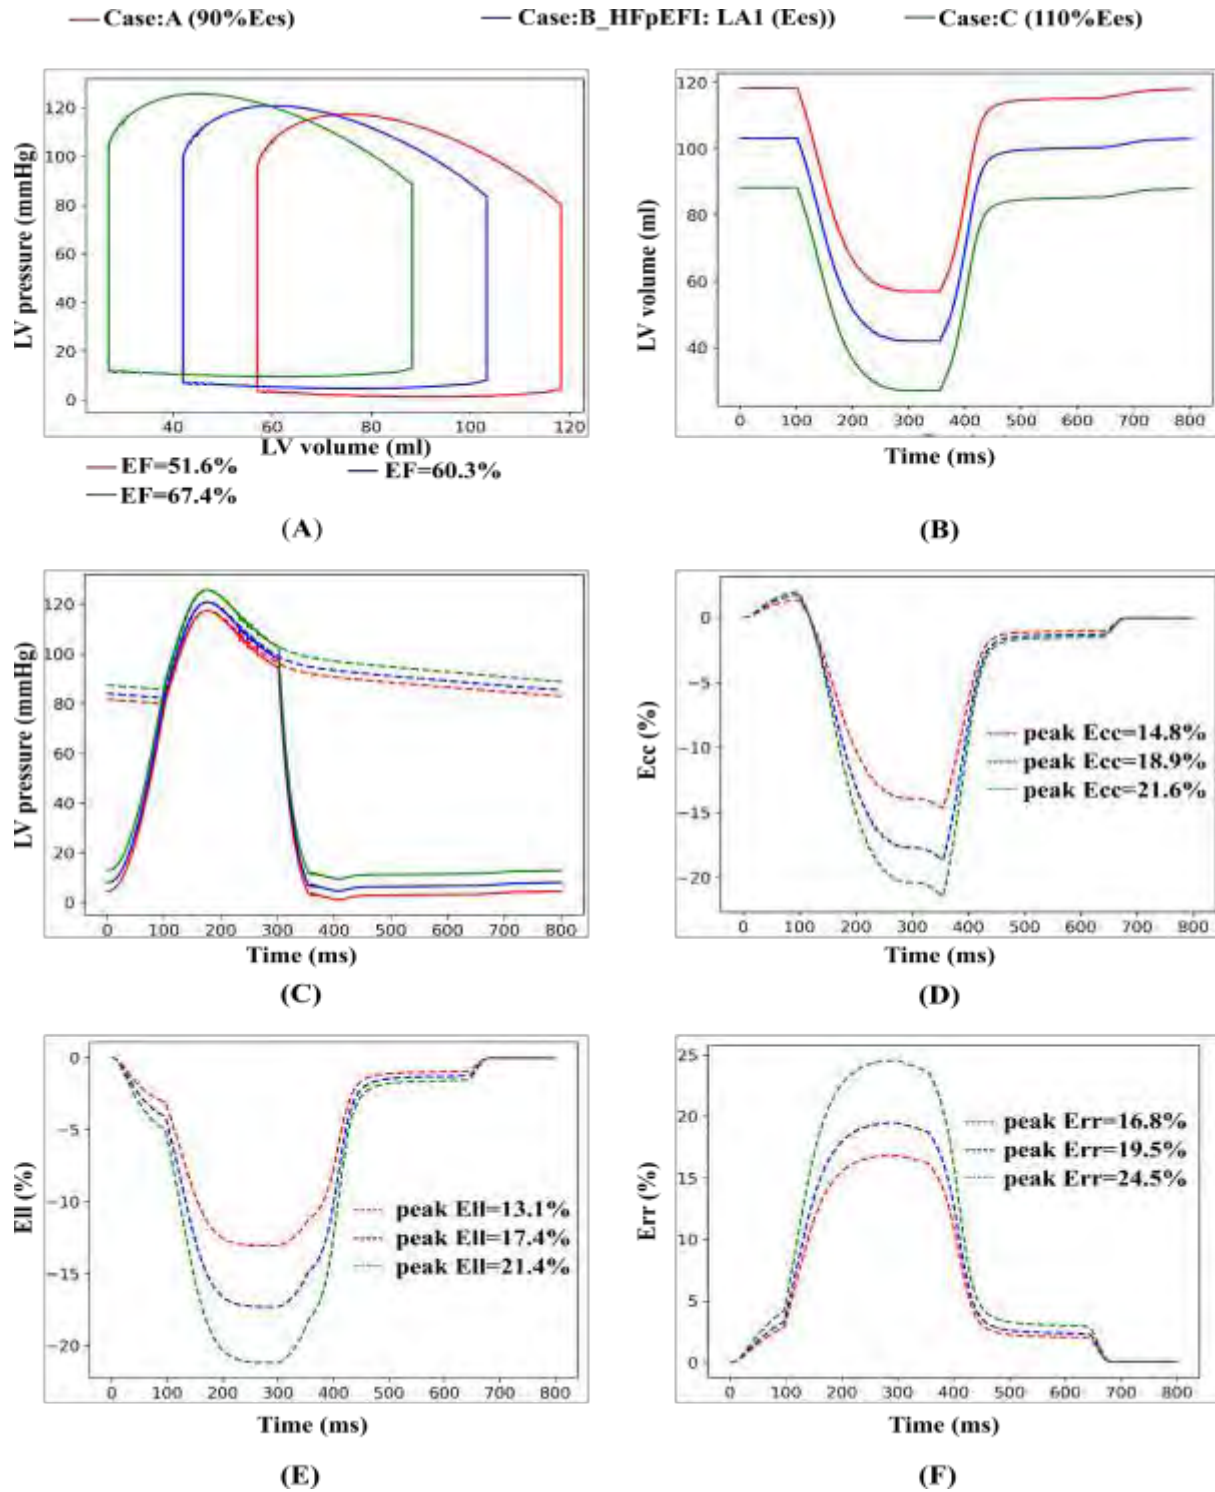 Case:A (90%Ees) Case:B_HFpEFI: LA1 (Ees)) Case:C (110%Ees)
LV pressure (mmHg)
120
100
80
60
40
20
0
40 60 80 100 120
LV volume (ml)
EF=51.6% EF=60.3%
EF=67.4%
(A)
LV volume (ml)
120
100
80
60
40
0 100 200 300 400 500 600 700 800
Time (ms)
(B)
LV pressure (mmHg)
120
100
80
60
40
20
0
0 100 200 300 400 500 600 700 800
Time (ms)
(C)
Ecc (%)
0
−5
−10
−15
−20
peak Ecc=14.8%
peak Ecc=18.9%
peak Ecc=21.6%
0 100 200 300 400 500 600 700 800
Time (ms)
(D)
Ell (%)
0
−5
−10
−15
−20
peak Ell=13.1%
peak Ell=17.4%
peak Ell=21.4%
0 100 200 300 400 500 600 700 800
Time (ms)
(E)
Err (%)
25
20
15
10
5
0
peak Err=16.8%
peak Err=19.5%
peak Err=24.5%
0 100 200 300 400 500 600 700 800
Time (ms)
(F)